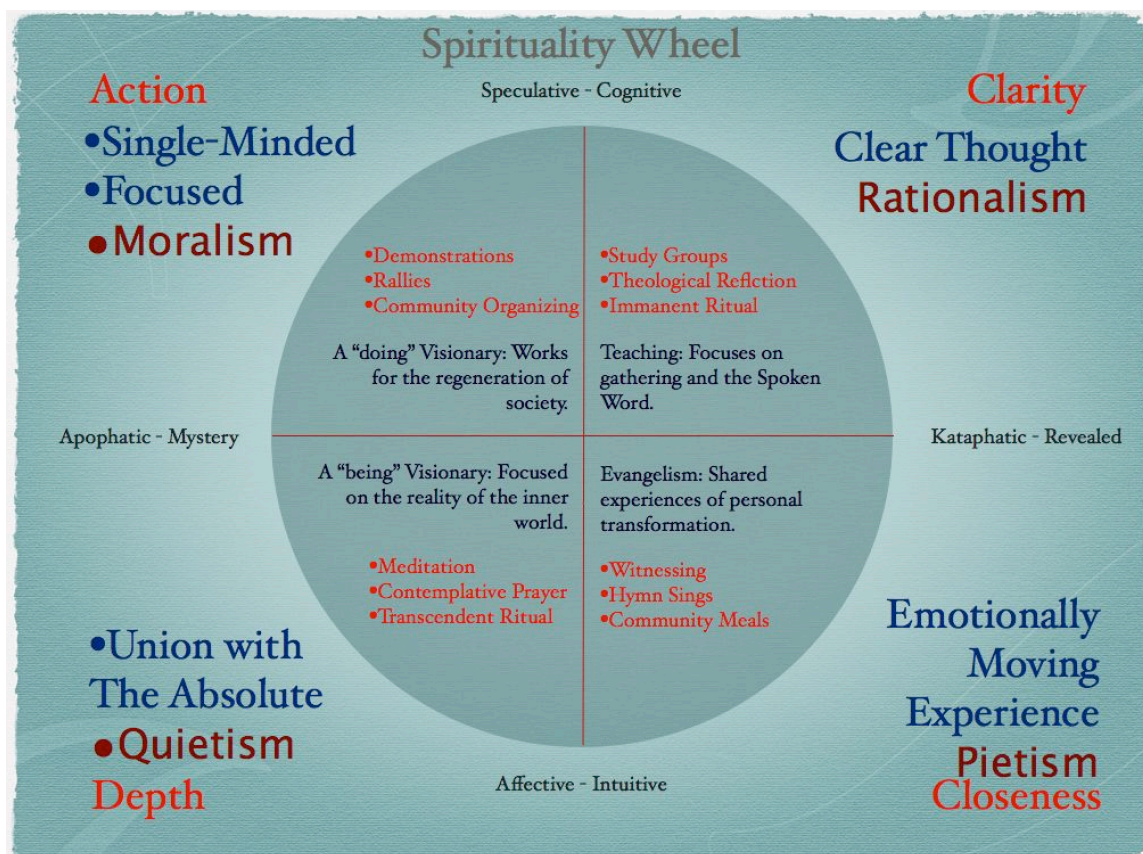 Spirituality Wheel
Speculative - Cognitive
Action
•Single-Minded
•Focused
•Moralism
Clarity
Clear Thought
Rationalism
•Demonstrations
•Rallies
•Community Organizing
A “doing” Visionary: Works
for the regeneration of
society.
•Study Groups
•Theological Reflction
•Immanent Ritual
Teaching: Focuses on
gathering and the Spoken
Word.
Apophatic - Mystery
Kataphatic - Revealed
A “being” Visionary: Focused
on the reality of the inner
world.
•Meditation
•Contemplative Prayer
•Transcendent Ritual
Evangelism: Shared
experiences of personal
transformation.
•Witnessing
•Hymn Sings
•Community Meals
•Union with
The Absolute
•Quietism
Depth
Emotionally
Moving
Experience
Pietism
Closeness
Affective - Intuitive